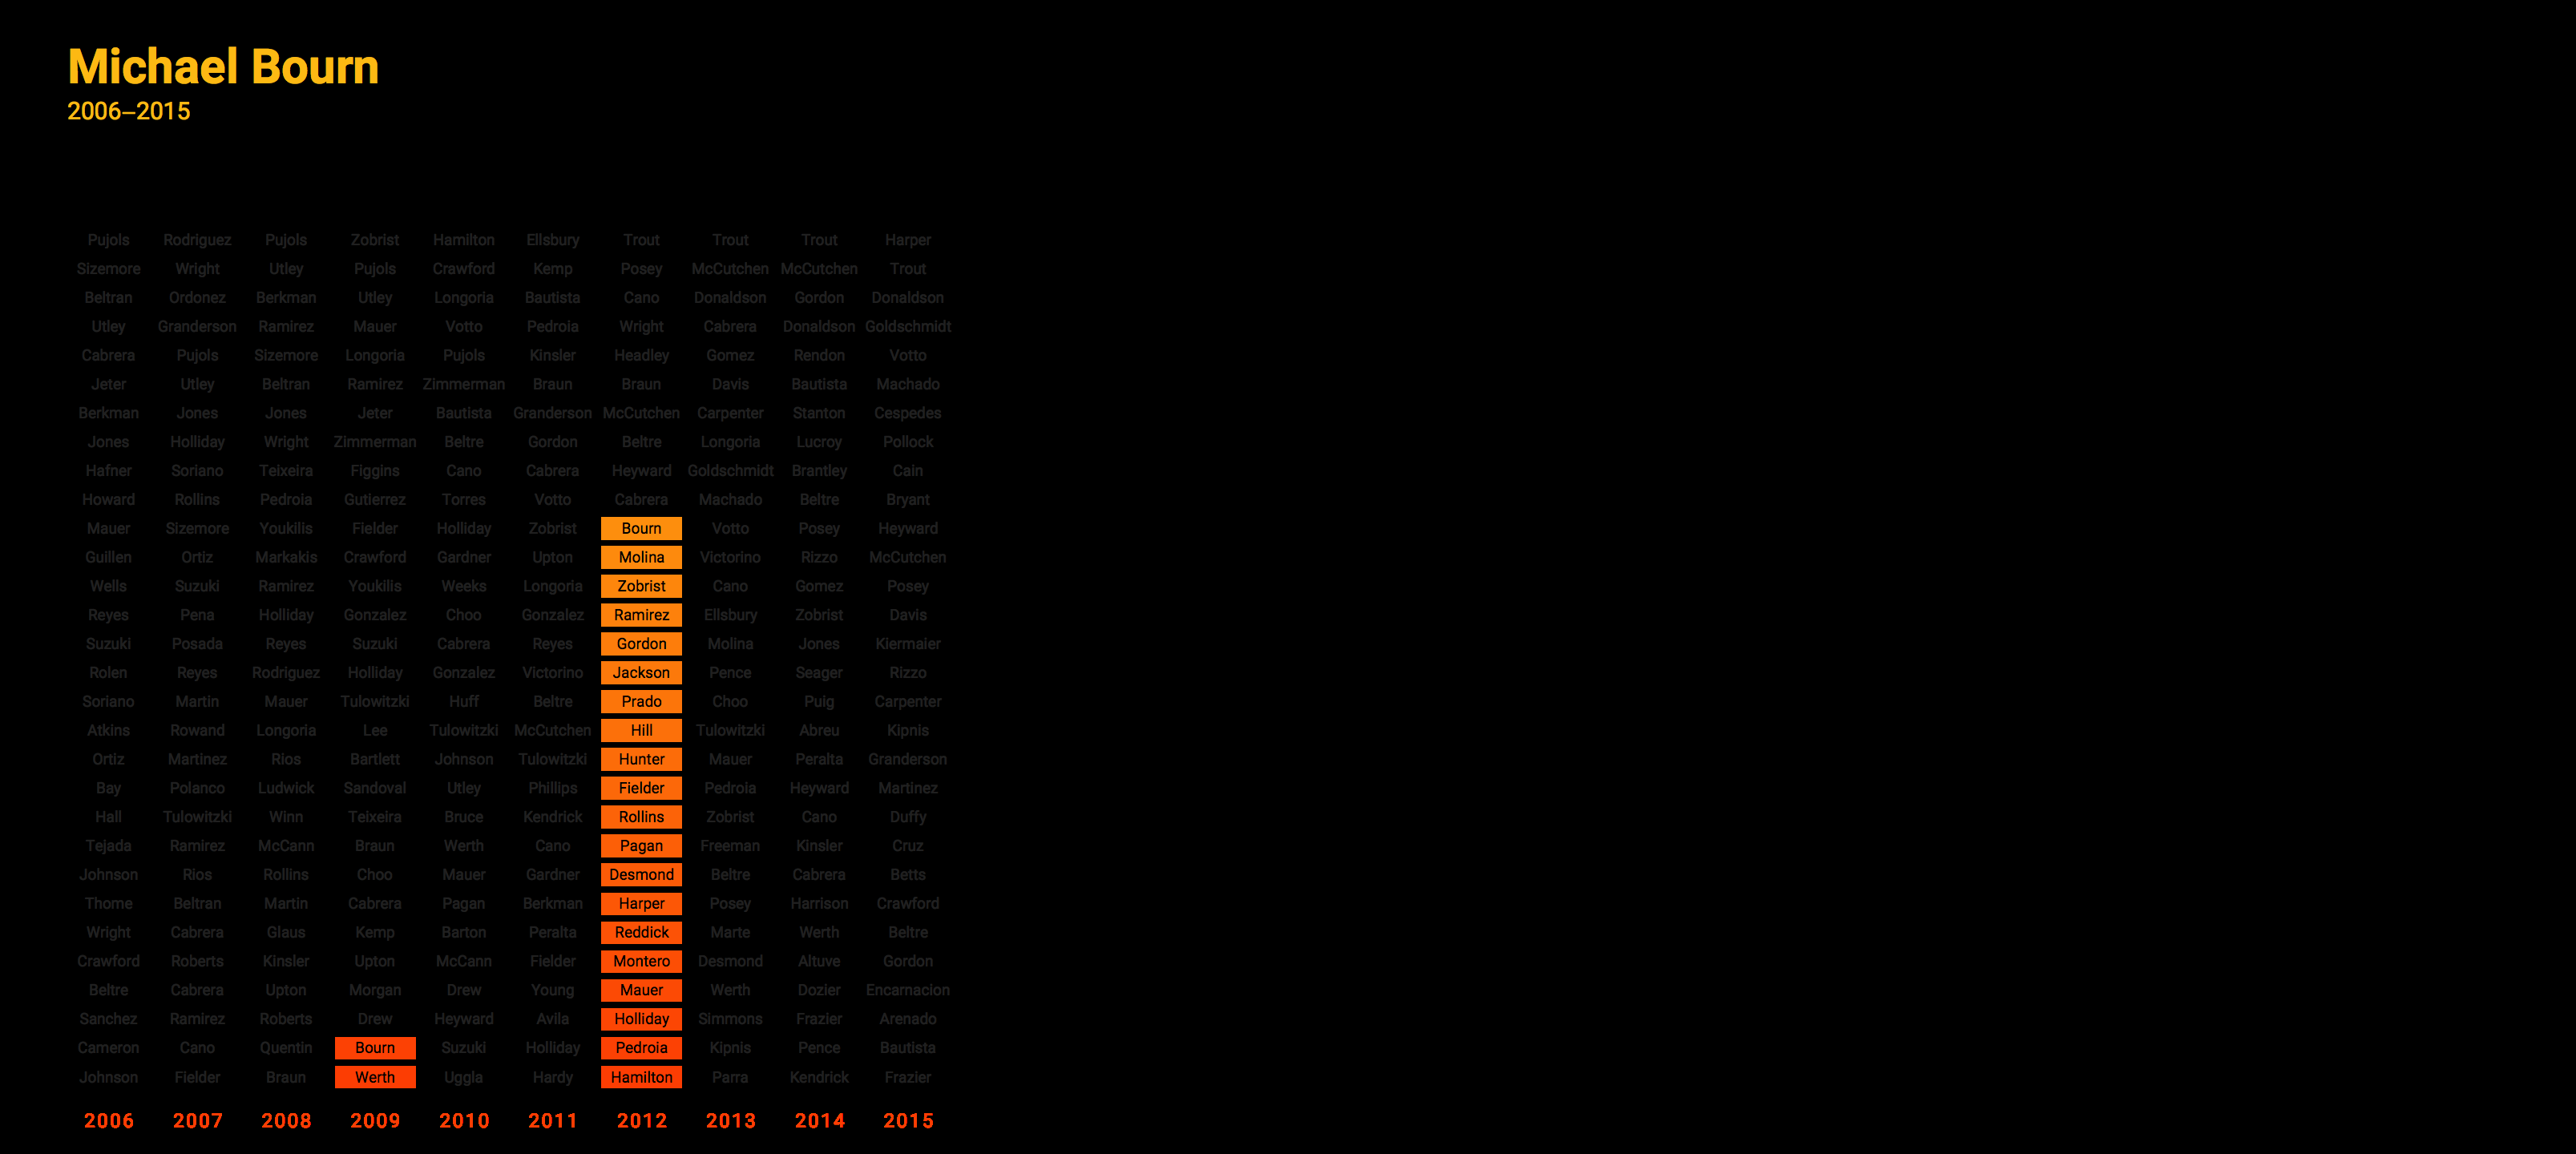 Michael Bourn
2006–2015
Pujols Rodriguez Pujols Zobrist Hamilton Ellsbury Trout Trout Trout Harper
Sizemore Wright Utley Pujols Crawford Kemp Posey McCutchen McCutchen Trout
Beltran Ordonez Berkman Utley Longoria Bautista Cano Donaldson Gordon Donaldson
Utley Granderson Ramirez Mauer Votto Pedroia Wright Cabrera Donaldson Goldschmidt
Cabrera Pujols Sizemore Longoria Pujols Kinsler Headley Gomez Rendon Votto
Jeter Utley Beltran Ramirez Zimmerman Braun Braun Davis Bautista Machado
Berkman Jones Jones Jeter Bautista Granderson McCutchen Carpenter Stanton Cespedes
Jones Holliday Wright Zimmerman Beltre Gordon Beltre Longoria Lucroy Pollock
Hafner Soriano Teixeira Figgins Cano Cabrera Heyward Goldschmidt Brantley Cain
Howard Rollins Pedroia Gutierrez Torres Votto Cabrera Machado Beltre Bryant
Mauer Sizemore Youkilis Fielder Holliday Zobrist Bourn Votto Posey Heyward
Guillen Ortiz Markakis Crawford Gardner Upton Molina Victorino Rizzo McCutchen
Wells Suzuki Ramirez Youkilis Weeks Longoria Zobrist Cano Gomez Posey
Reyes Pena Holliday Gonzalez Choo Gonzalez Ramirez Ellsbury Zobrist Davis
Suzuki Posada Reyes Suzuki Cabrera Reyes Gordon Molina Jones Kiermaier
Rolen Reyes Rodriguez Holliday Gonzalez Victorino Jackson Pence Seager Rizzo
Soriano Martin Mauer Tulowitzki Huff Beltre Prado Choo Puig Carpenter
Atkins Rowand Longoria Lee Tulowitzki McCutchen Hill Tulowitzki Abreu Kipnis
Ortiz Martinez Rios Bartlett Johnson Tulowitzki Hunter Mauer Peralta Granderson
Bay Polanco Ludwick Sandoval Utley Phillips Fielder Pedroia Heyward Martinez
Hall Tulowitzki Winn Teixeira Bruce Kendrick Rollins Zobrist Cano Duffy
Tejada Ramirez McCann Braun Werth Cano Pagan Freeman Kinsler Cruz
Johnson Rios Rollins Choo Mauer Gardner Desmond Beltre Cabrera Betts
Thome Beltran Martin Cabrera Pagan Berkman Harper Posey Harrison Crawford
Wright Cabrera Glaus Kemp Barton Peralta Reddick Marte Werth Beltre
Crawford Roberts Kinsler Upton McCann Fielder Montero Desmond Altuve Gordon
Beltre Cabrera Upton Morgan Drew Young Mauer Werth Dozier Encarnacion
Sanchez Ramirez Roberts Drew Heyward Avila Holliday Simmons Frazier Arenado
Cameron Cano Quentin Bourn Suzuki Holliday Pedroia Kipnis Pence Bautista
Johnson Fielder Braun Werth Uggla Hardy Hamilton Parra Kendrick Frazier
2006 2007 2008 2009 2010 2011 2012 2013 2014 2015